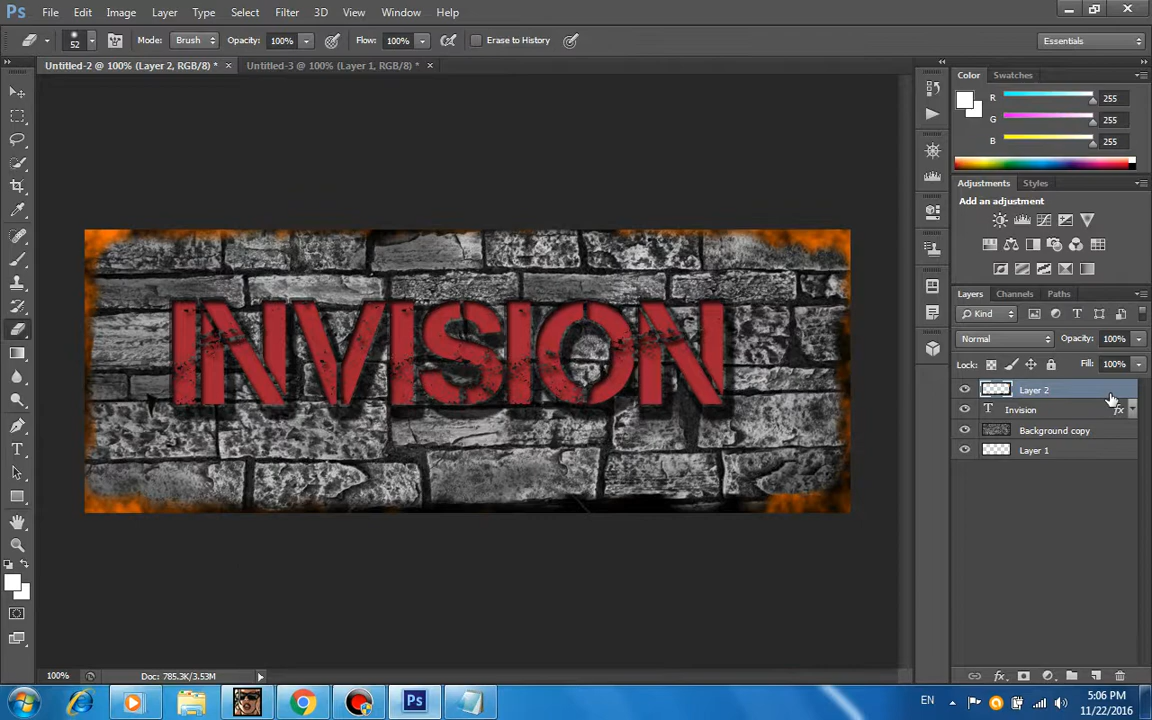 Ps File Edit Image Layer Type Select Filter 3D View Window Help
52 Mode: Brush Opacity: 100% Flow: 100% Erase to History Essentials
Untitled-2 @ 100% (Layer 2, RGB/8) * × Untitled-3 @ 100% (Layer 1, RGB/8) * ×
Color Swatches
R 255
G 255
B 255
Adjustments Styles
Add an adjustment
Layers Channels Paths
Kind
Normal Opacity: 100%
Lock: Fill: 100%
Layer 2
T Invision fx
Background copy
Layer 1
INVISION
100% Doc: 785.3K/3.53M
Ps EN 5:06 PM
11/22/2016